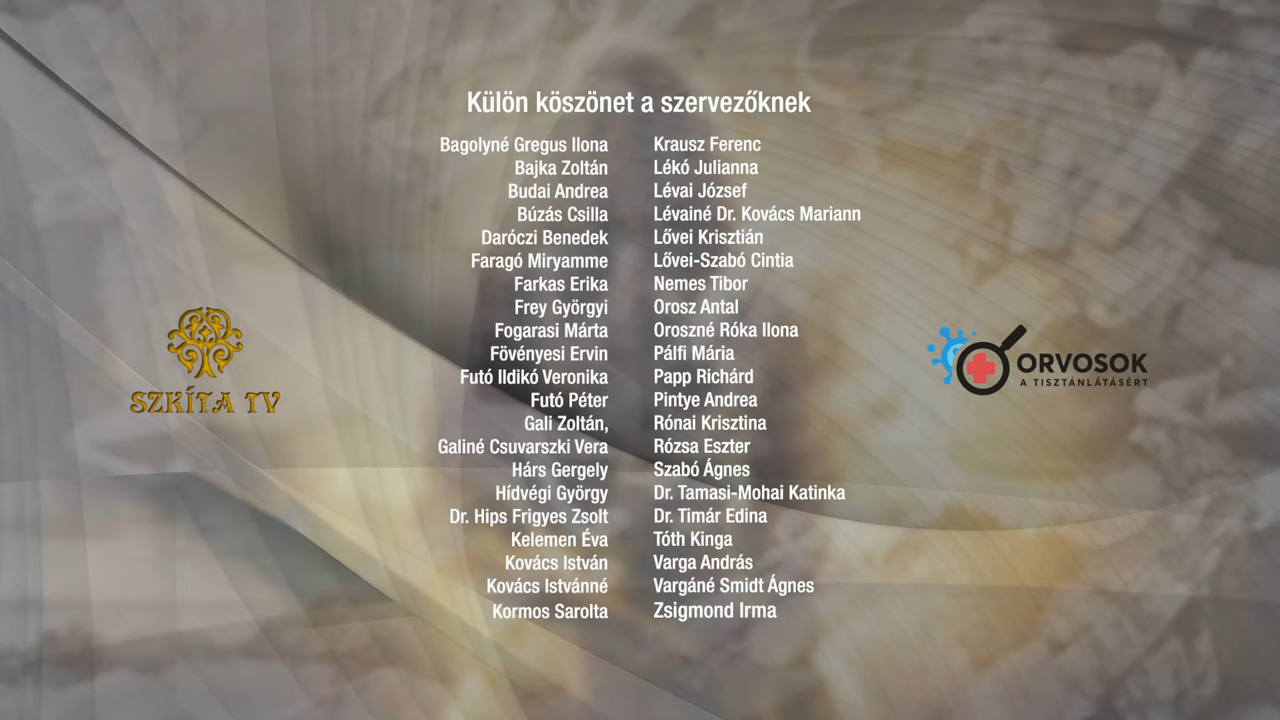 Külön köszönet a szervezőknek
Bagolyné Gregus Ilona
Bajka Zoltán
Budai Andrea
Búzás Csilla
Daróczi Benedek
Faragó Miryamme
Farkas Erika
Frey Györgyi
Fogarasi Márta
Fövényesi Ervin
Futó Ildikó Veronika
Futó Péter
Gali Zoltán,
Galiné Csuvarszki Vera
Hárs Gergely
Hídvégi György
Dr. Hips Frigyes Zsolt
Kelemen Éva
Kovács István
Kovács Istvánné
Kormos Sarolta
Krausz Ferenc
Lékó Julianna
Lévai József
Lévainé Dr. Kovács Mariann
Lővei Krisztián
Lővei-Szabó Cintia
Nemes Tibor
Orosz Antal
Oroszné Róka Ilona
Pálfi Mária
Papp Richárd
Pintye Andrea
Rónai Krisztina
Rózsa Eszter
Szabó Ágnes
Dr. Tamasi-Mohai Katinka
Dr. Timár Edina
Tóth Kinga
Varga András
Vargáné Smidt Ágnes
Zsigmond Irma
SZKÍTA TV
ORVOSOK
A TISZTÁNLÁTÁSÉRT